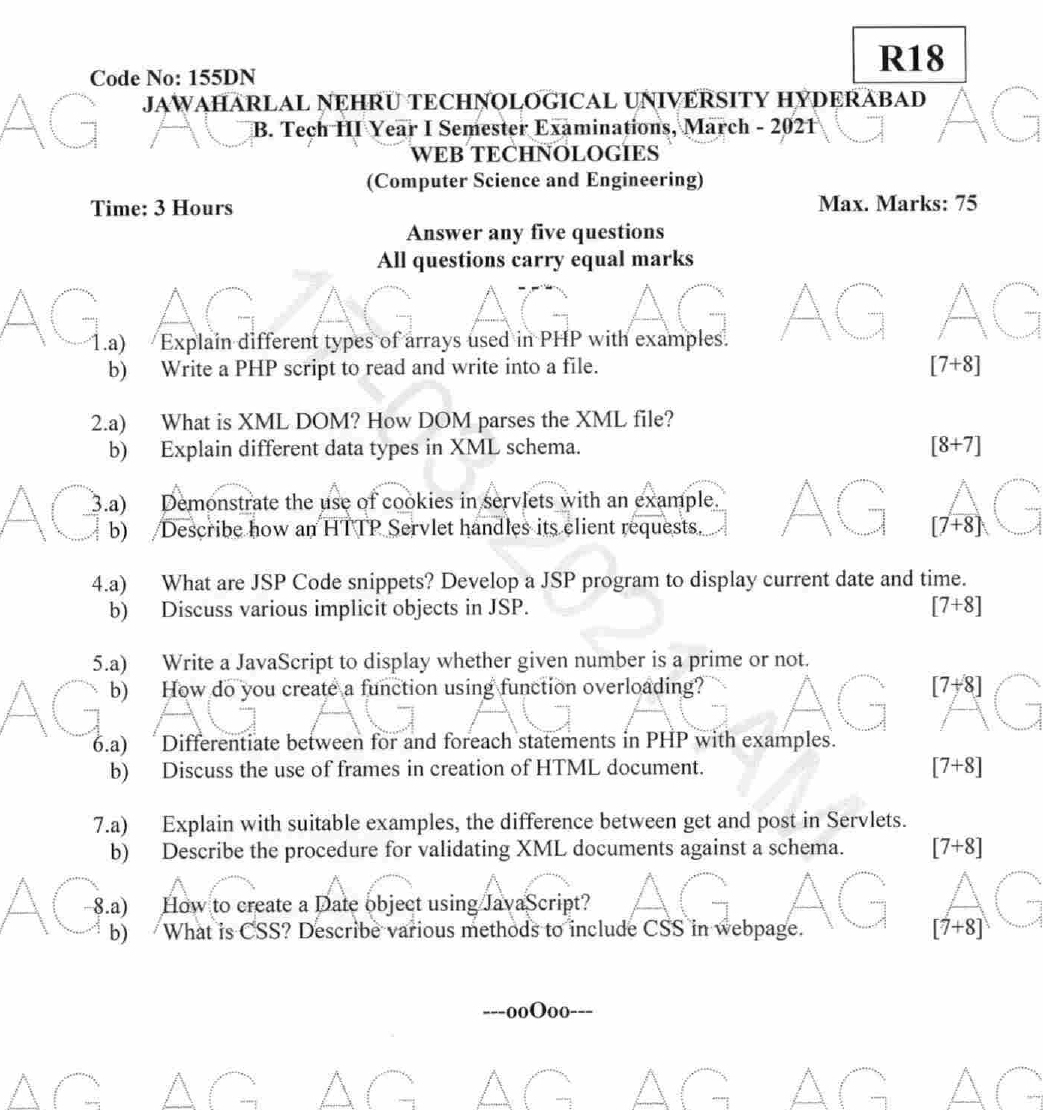 R18
Code No: 155DN
JAWAHARLAL NEHRU TECHNOLOGICAL UNIVERSITY HYDERABAD
B. Tech III Year I Semester Examinations, March - 2021
WEB TECHNOLOGIES
(Computer Science and Engineering)
Time: 3 Hours Max. Marks: 75
Answer any five questions
All questions carry equal marks
- - - -
1.a) Explain different types of arrays used in PHP with examples.
b) Write a PHP script to read and write into a file. [7+8]
2.a) What is XML DOM? How DOM parses the XML file?
b) Explain different data types in XML schema. [8+7]
3.a) Demonstrate the use of cookies in servlets with an example.
b) Describe how an HTTP Servlet handles its client requests. [7+8]
4.a) What are JSP Code snippets? Develop a JSP program to display current date and time.
b) Discuss various implicit objects in JSP. [7+8]
5.a) Write a JavaScript to display whether given number is a prime or not.
b) How do you create a function using function overloading? [7+8]
6.a) Differentiate between for and foreach statements in PHP with examples.
b) Discuss the use of frames in creation of HTML document. [7+8]
7.a) Explain with suitable examples, the difference between get and post in Servlets.
b) Describe the procedure for validating XML documents against a schema. [7+8]
8.a) How to create a Date object using JavaScript?
b) What is CSS? Describe various methods to include CSS in webpage. [7+8]
---ooOoo---
AG AG AG AG AG AG AG
17-03-2021 AM